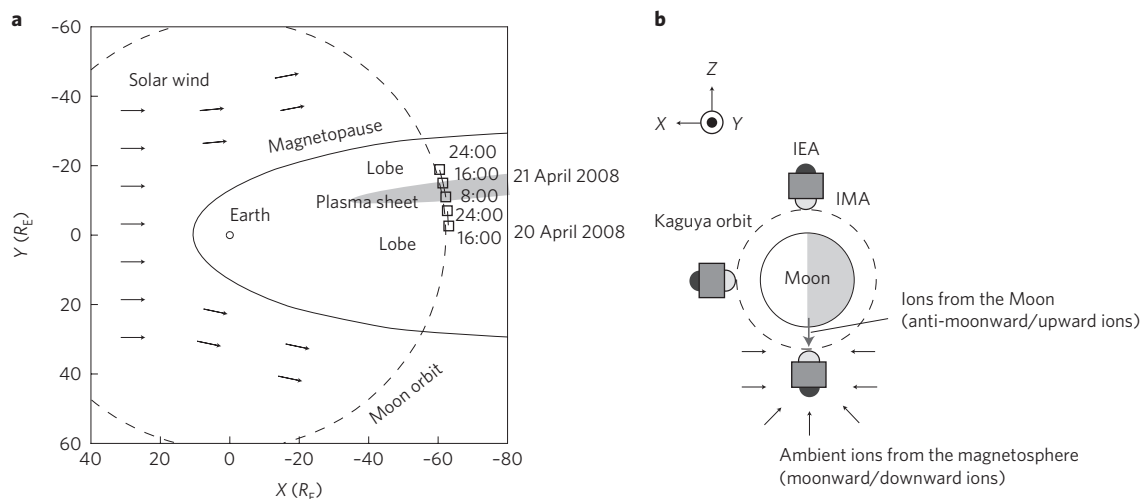 a
–60
–40
–20
0
20
40
60
Y (RE)
40
20
0
–20
–40
–60
–80
X (RE)
Solar wind
Magnetopause
Lobe
Plasma sheet
Earth
Lobe
Moon orbit
24:00
16:00
21 April 2008
8:00
24:00
16:00
20 April 2008
b
Z
X
Y
IEA
IMA
Kaguya orbit
Moon
Ions from the Moon
(anti-moonward/upward ions)
Ambient ions from the magnetosphere
(moonward/downward ions)